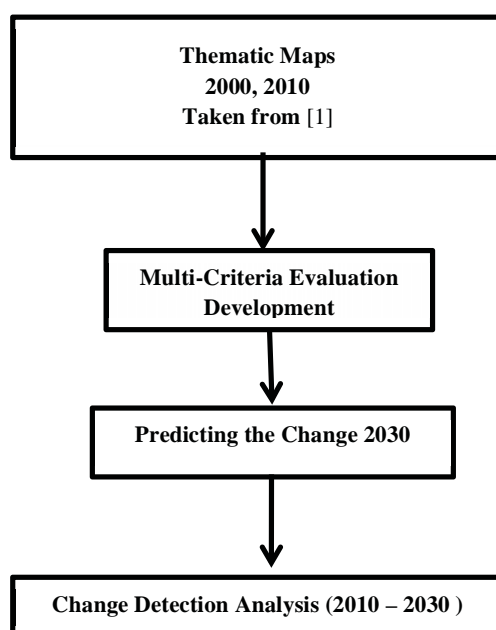 Thematic Maps
2000, 2010
Taken from [1]
Multi-Criteria Evaluation
Development
Predicting the Change 2030
Change Detection Analysis (2010 – 2030 )